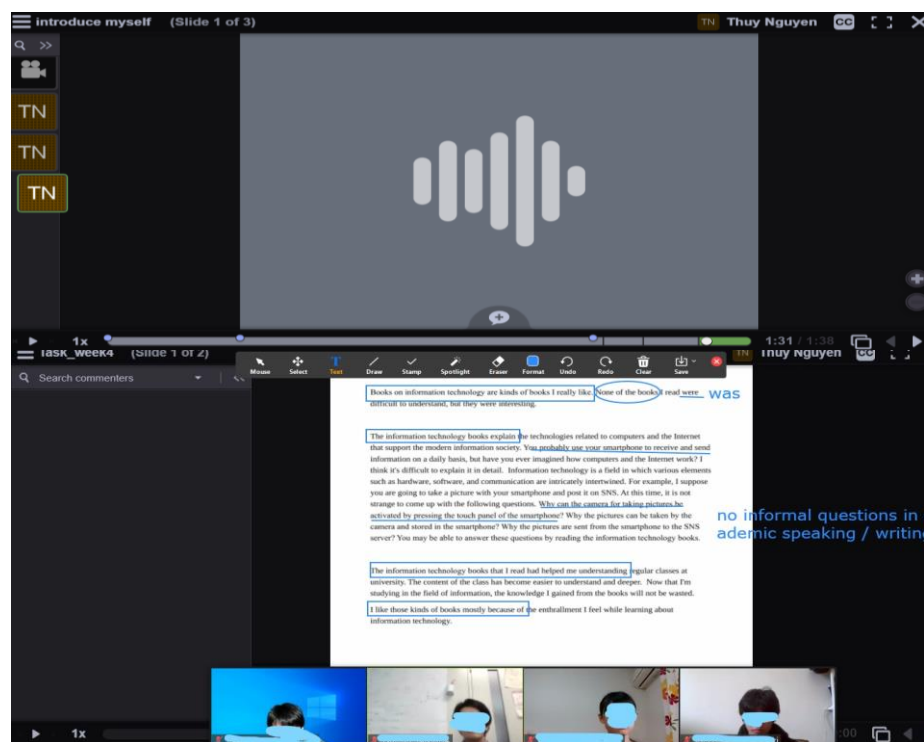 introduce myself (Slide 1 of 3)
TN Thuy Nguyen CC
TN
TN
TN
1x
1:31 / 1:38
Task_week4 (Slide 1 of 2)
TN Thuy Nguyen CC
Search commenters
Mouse Select Text Draw Stamp Spotlight Eraser Format Undo Redo Clear Save
Books on information technology are kinds of books I really like. None of the books I read were was
difficult to understand, but they were interesting.
The information technology books explain the technologies related to computers and the Internet
that support the modern information society. You probably use your smartphone to receive and send
information on a daily basis, but have you ever imagined how computers and the Internet work? I
think it's difficult to explain it in detail. Information technology is a field in which various elements
such as hardware, software, and communication are intricately intertwined. For example, I suppose
you are going to take a picture with your smartphone and post it on SNS. At this time, it is not
strange to come up with the following questions. Why can the camera for taking pictures be
activated by pressing the touch panel of the smartphone? Why the pictures can be taken by the
camera and stored in the smartphone? Why the pictures are sent from the smartphone to the SNS
server? You may be able to answer these questions by reading the information technology books.
no informal questions in
ademic speaking / writing
The information technology books that I read had helped me understanding regular classes at
university. The content of the class has become easier to understand and deeper. Now that I'm
studying in the field of information, the knowledge I gained from the books will not be wasted.
I like those kinds of books mostly because of the enthrallment I feel while learning about
information technology.
1x
:00